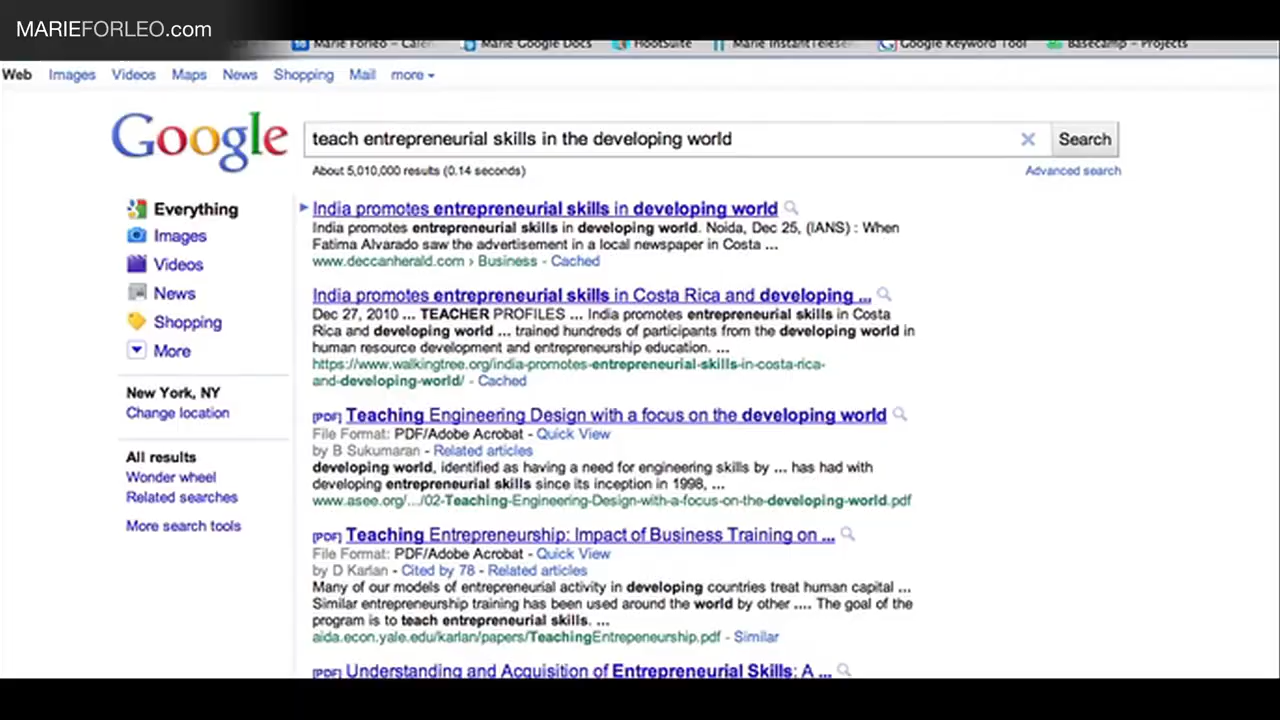 MARIEFORLEO.com
Marie Forleo – Calen
Marie Google Docs
HootSuite
Google Keyword Tool
Basecamp – Projects
Web Images Videos Maps News Shopping Mail more
Google
teach entrepreneurial skills in the developing world
Search
About 5,010,000 results (0.14 seconds)
Advanced search
Everything
Images
Videos
News
Shopping
More
New York, NY
Change location
All results
Wonder wheel
Related searches
More search tools
India promotes entrepreneurial skills in developing world
India promotes entrepreneurial skills in developing world. Noida, Dec 25, (IANS) : When
Fatima Alvarado saw the advertisement in a local newspaper in Costa ...
www.deccanherald.com › Business - Cached
India promotes entrepreneurial skills in Costa Rica and developing ...
Dec 27, 2010 ... TEACHER PROFILES ... India promotes entrepreneurial skills in Costa
Rica and developing world ... trained hundreds of participants from the developing world in
human resource development and entrepreneurship education. ...
https://www.walkingtree.org/india-promotes-entrepreneurial-skills-in-costa-rica-
and-developing-world/ - Cached
[PDF] Teaching Engineering Design with a focus on the developing world
File Format: PDF/Adobe Acrobat - Quick View
by B Sukumaran - Related articles
developing world, identified as having a need for engineering skills by ... has had with
developing entrepreneurial skills since its inception in 1998, ...
www.asee.org/.../02-Teaching-Engineering-Design-with-a-focus-on-the-developing-world.pdf
[PDF] Teaching Entrepreneurship: Impact of Business Training on ...
File Format: PDF/Adobe Acrobat - Quick View
by D Karlan - Cited by 78 - Related articles
Many of our models of entrepreneurial activity in developing countries treat human capital ...
Similar entrepreneurship training has been used around the world by other .... The goal of the
program is to teach entrepreneurial skills. ...
aida.econ.yale.edu/karlan/papers/TeachingEntrepeneurship.pdf - Similar
[PDF] Understanding and Acquisition of Entrepreneurial Skills: A ...